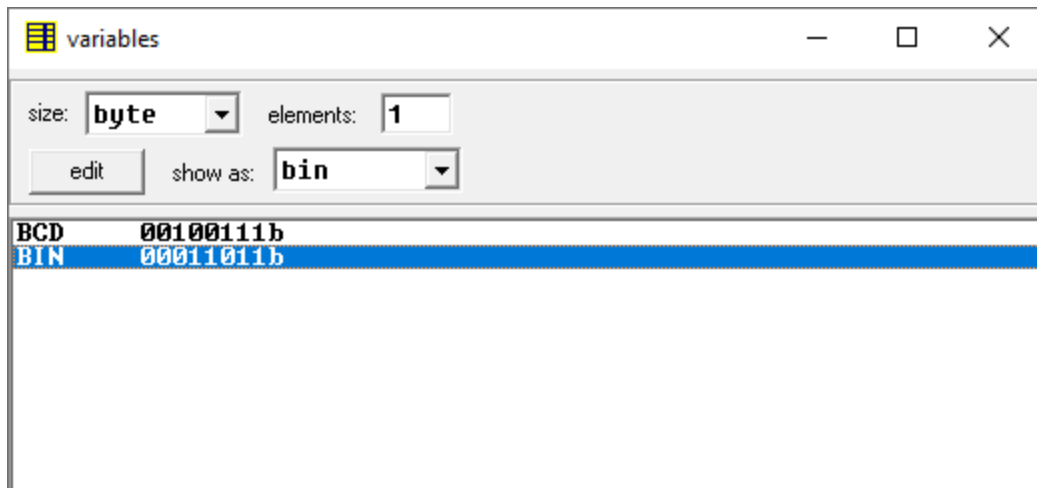 variables
size: byte elements: 1
edit show as: bin
BCD 00100111b
BIN 00011011b